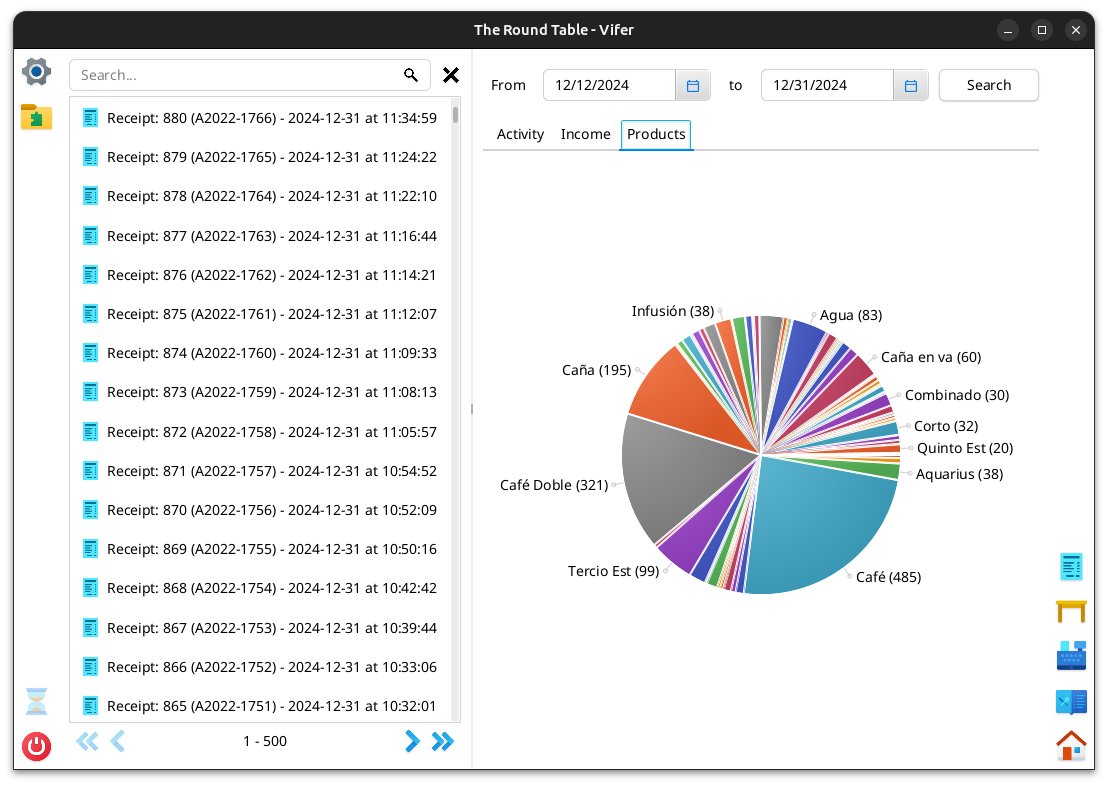 The Round Table - Vifer
Search...
Receipt: 880 (A2022-1766) - 2024-12-31 at 11:34:59
Receipt: 879 (A2022-1765) - 2024-12-31 at 11:24:22
Receipt: 878 (A2022-1764) - 2024-12-31 at 11:22:10
Receipt: 877 (A2022-1763) - 2024-12-31 at 11:16:44
Receipt: 876 (A2022-1762) - 2024-12-31 at 11:14:21
Receipt: 875 (A2022-1761) - 2024-12-31 at 11:12:07
Receipt: 874 (A2022-1760) - 2024-12-31 at 11:09:33
Receipt: 873 (A2022-1759) - 2024-12-31 at 11:08:13
Receipt: 872 (A2022-1758) - 2024-12-31 at 11:05:57
Receipt: 871 (A2022-1757) - 2024-12-31 at 10:54:52
Receipt: 870 (A2022-1756) - 2024-12-31 at 10:52:09
Receipt: 869 (A2022-1755) - 2024-12-31 at 10:50:16
Receipt: 868 (A2022-1754) - 2024-12-31 at 10:42:42
Receipt: 867 (A2022-1753) - 2024-12-31 at 10:39:44
Receipt: 866 (A2022-1752) - 2024-12-31 at 10:33:06
Receipt: 865 (A2022-1751) - 2024-12-31 at 10:32:01
1 - 500
From 12/12/2024 to 12/31/2024 Search
Activity Income Products
Infusión (38)
Agua (83)
Caña en va (60)
Caña (195)
Combinado (30)
Corto (32)
Quinto Est (20)
Aquarius (38)
Café Doble (321)
Tercio Est (99)
Café (485)